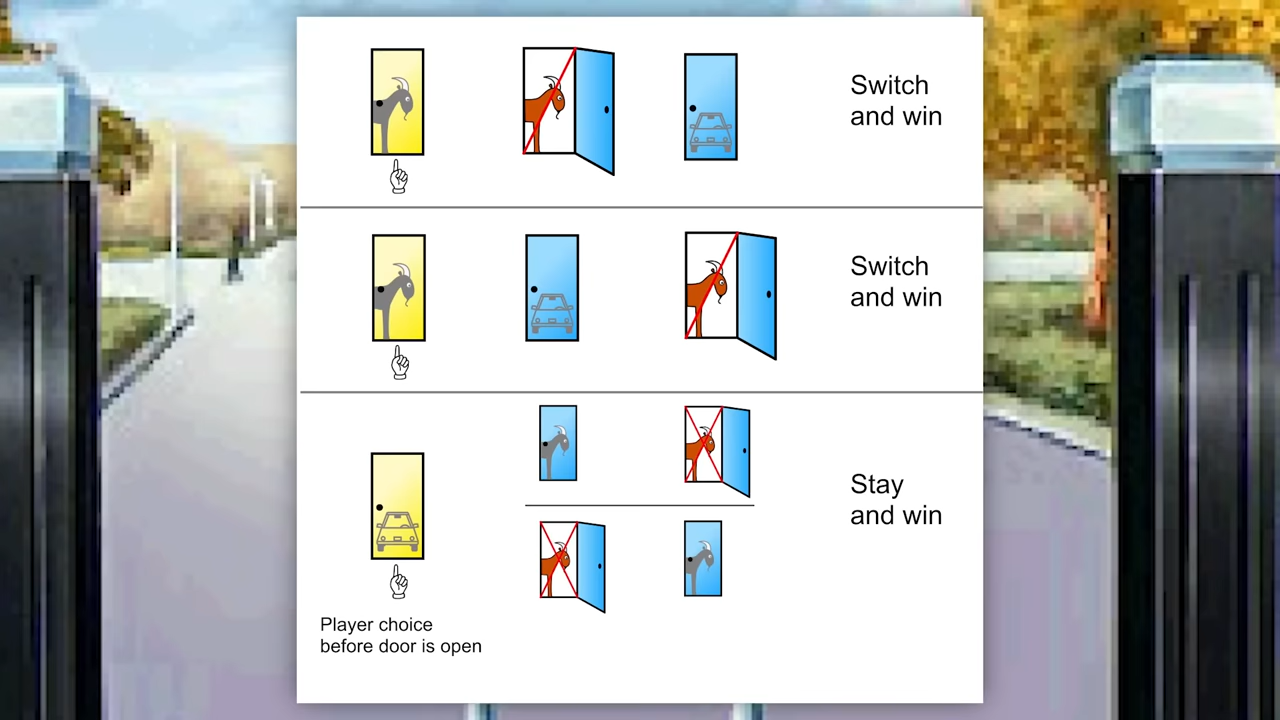 Switch
and win
Switch
and win
Stay
and win
Player choice
before door is open